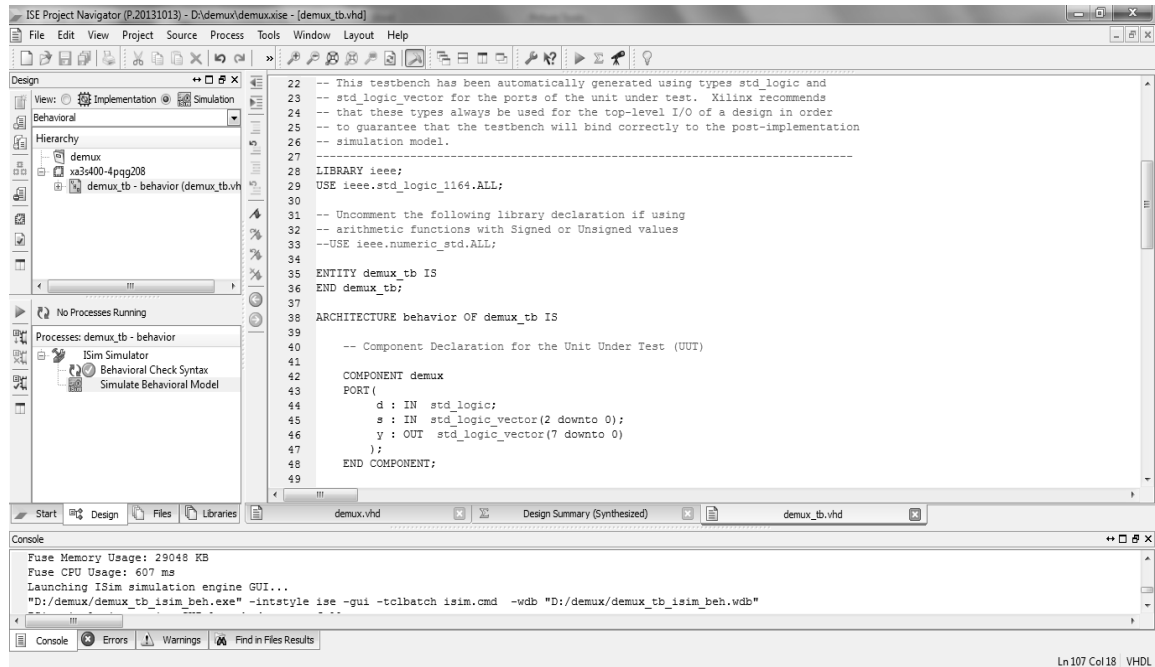 ISE Project Navigator (P.20131013) - D:\demux\demux.xise - [demux_tb.vhd]
File Edit View Project Source Process Tools Window Layout Help
Design
View: Implementation Simulation
Behavioral
Hierarchy
demux
xa3s400-4pqg208
demux_tb - behavior (demux_tb.vh
No Processes Running
Processes: demux_tb - behavior
ISim Simulator
Behavioral Check Syntax
Simulate Behavioral Model
22 -- This testbench has been automatically generated using types std_logic and
23 -- std_logic_vector for the ports of the unit under test. Xilinx recommends
24 -- that these types always be used for the top-level I/O of a design in order
25 -- to guarantee that the testbench will bind correctly to the post-implementation
26 -- simulation model.
27 --------------------------------------------------------------------------------
28 LIBRARY ieee;
29 USE ieee.std_logic_1164.ALL;
30
31 -- Uncomment the following library declaration if using
32 -- arithmetic functions with Signed or Unsigned values
33 --USE ieee.numeric_std.ALL;
34
35 ENTITY demux_tb IS
36 END demux_tb;
37
38 ARCHITECTURE behavior OF demux_tb IS
39
40 -- Component Declaration for the Unit Under Test (UUT)
41
42 COMPONENT demux
43 PORT(
44 d : IN std_logic;
45 s : IN std_logic_vector(2 downto 0);
46 y : OUT std_logic_vector(7 downto 0)
47 );
48 END COMPONENT;
49
Start Design Files Libraries
demux.vhd Design Summary (Synthesized) demux_tb.vhd
Console
Fuse Memory Usage: 29048 KB
Fuse CPU Usage: 607 ms
Launching ISim simulation engine GUI...
"D:/demux/demux_tb_isim_beh.exe" -intstyle ise -gui -tclbatch isim.cmd -wdb "D:/demux/demux_tb_isim_beh.wdb"
Console Errors Warnings Find in Files Results
Ln 107 Col 18 VHDL